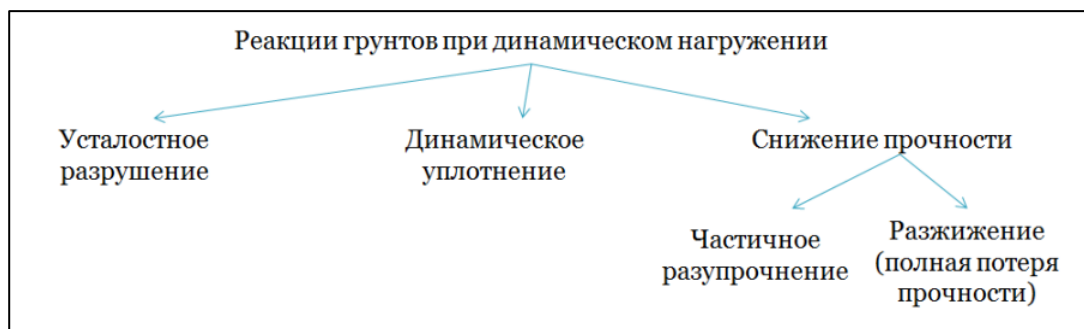 Реакции грунтов при динамическом нагружении
Усталостное
разрушение
Динамическое
уплотнение
Снижение прочности
Частичное
разупрочнение
Разжижение
(полная потеря
прочности)